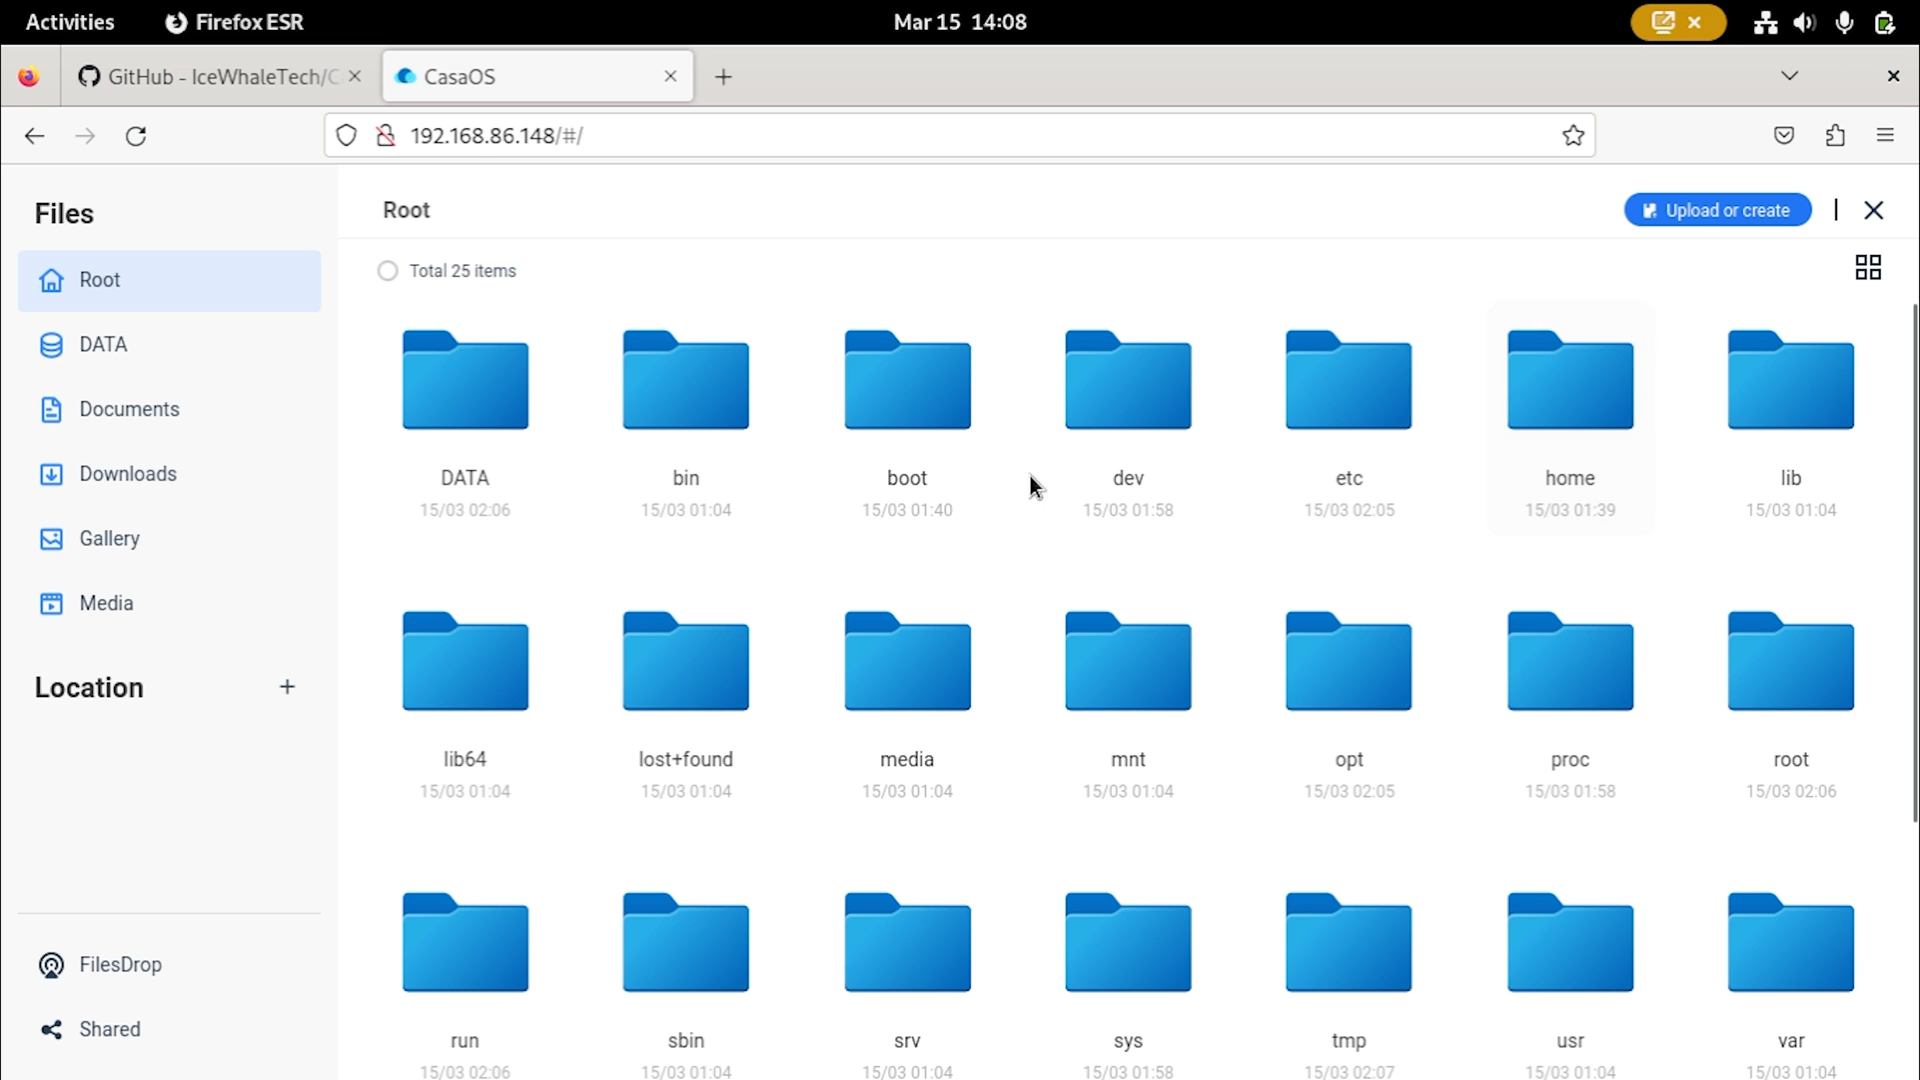 Activities Firefox ESR Mar 15 14:08
GitHub - IceWhaleTech/C CasaOS
192.168.86.148/#/
Files
Root
DATA
Documents
Downloads
Gallery
Media
Location +
FilesDrop
Shared
Root Upload or create
Total 25 items
DATA bin boot dev etc home lib
15/03 02:06 15/03 01:04 15/03 01:40 15/03 01:58 15/03 02:05 15/03 01:39 15/03 01:04
lib64 lost+found media mnt opt proc root
15/03 01:04 15/03 01:04 15/03 01:04 15/03 01:04 15/03 02:05 15/03 01:58 15/03 02:06
run sbin srv sys tmp usr var
15/03 02:06 15/03 01:04 15/03 01:04 15/03 01:58 15/03 02:07 15/03 01:04 15/03 01:04